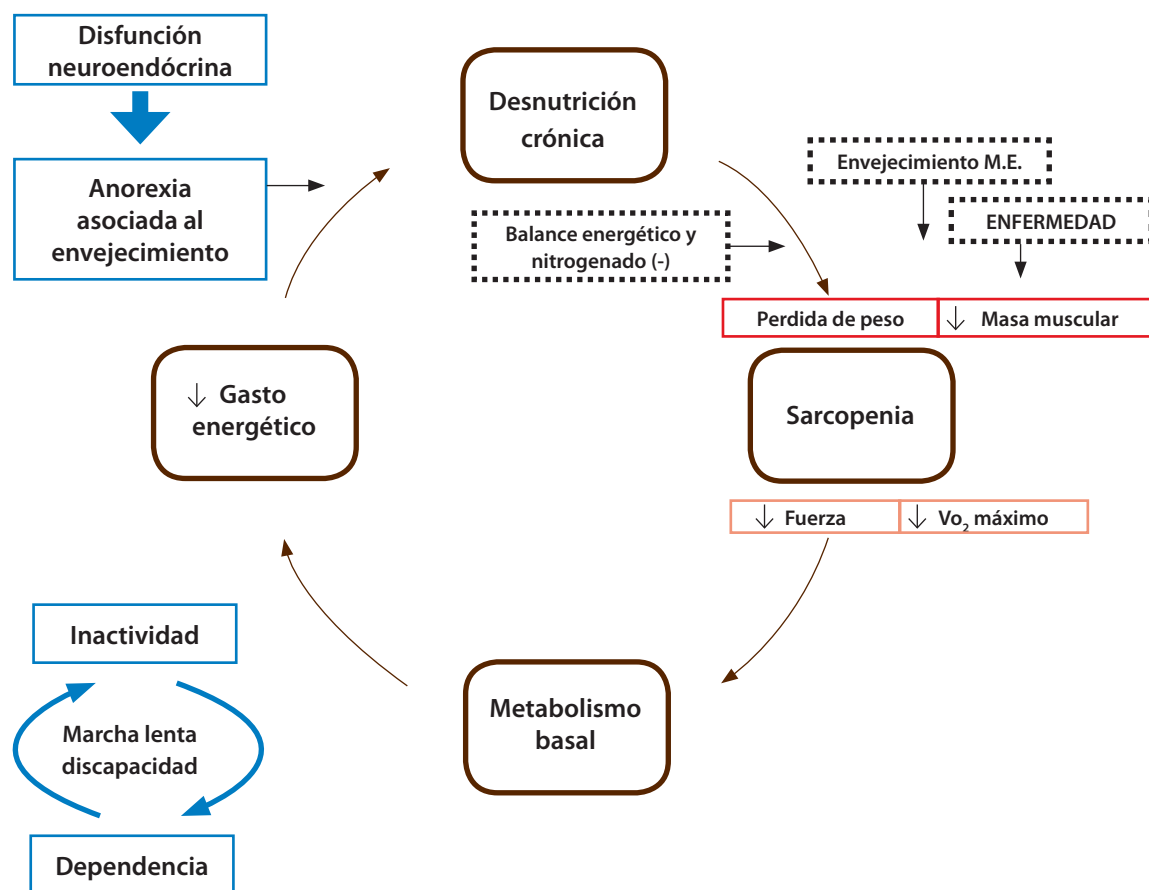 Disfunción
neuroendócrina
Anorexia
asociada al
envejecimiento
Desnutrición
crónica
Envejecimiento M.E.
ENFERMEDAD
Balance energético y
nitrogenado (-)
Perdida de peso
↓ Masa muscular
Sarcopenia
↓ Fuerza
↓ Vo₂ máximo
Metabolismo
basal
↓ Gasto
energético
Inactividad
Marcha lenta
discapacidad
Dependencia